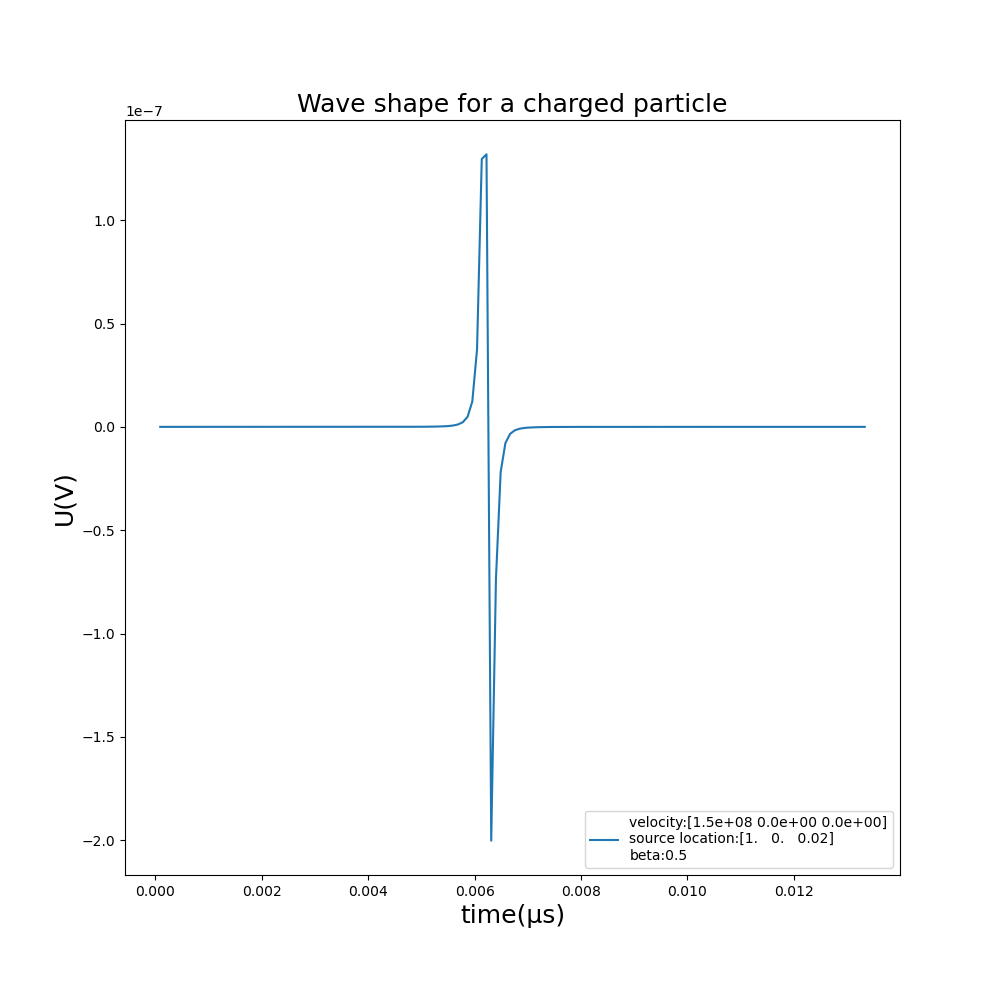 Wave shape for a charged particle
1e−7
1.0
0.5
0.0
−0.5
−1.0
−1.5
−2.0
U(V)
0.000 0.002 0.004 0.006 0.008 0.010 0.012
time(μs)
velocity:[1.5e+08 0.0e+00 0.0e+00]
source location:[1.   0.   0.02]
beta:0.5